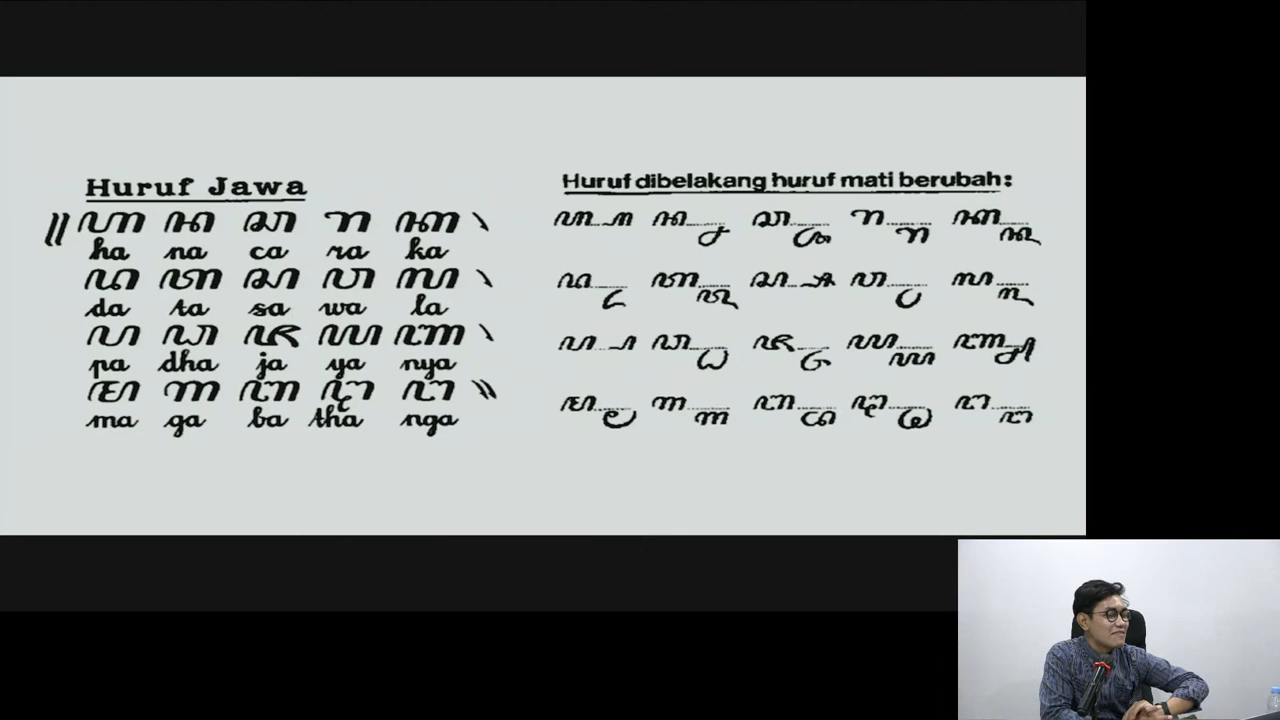 Huruf Jawa
꧋ ꦲ ꦤ ꦕ ꦫ ꦏ ꧈
ha na ca ra ka
ꦢ ꦠ ꦱ ꦮ ꦭ ꧈
da ta sa wa la
ꦥ ꦝ ꦗ ꦪ ꦚ ꧈
pa dha ja ya nya
ꦩ ꦒ ꦧ ꦛ ꦔ ꧉
ma ga ba tha nga
Huruf dibelakang huruf mati berubah:
ꦲ...꧀ꦲ ꦤ...꧀ꦤ ꦕ...꧀ꦕ ꦫ...꧀ꦫ ꦏ...꧀ꦏ
ꦢ...꧀ꦢ ꦠ...꧀ꦠ ꦱ...꧀ꦱ ꦮ...꧀ꦮ ꦭ...꧀ꦭ
ꦥ...꧀ꦥ ꦝ...꧀ꦝ ꦗ...꧀ꦗ ꦪ...꧀ꦪ ꦚ...꧀ꦚ
ꦩ...꧀ꦩ ꦒ...꧀ꦒ ꦧ...꧀ꦧ ꦛ...꧀ꦛ ꦔ...꧀ꦔ